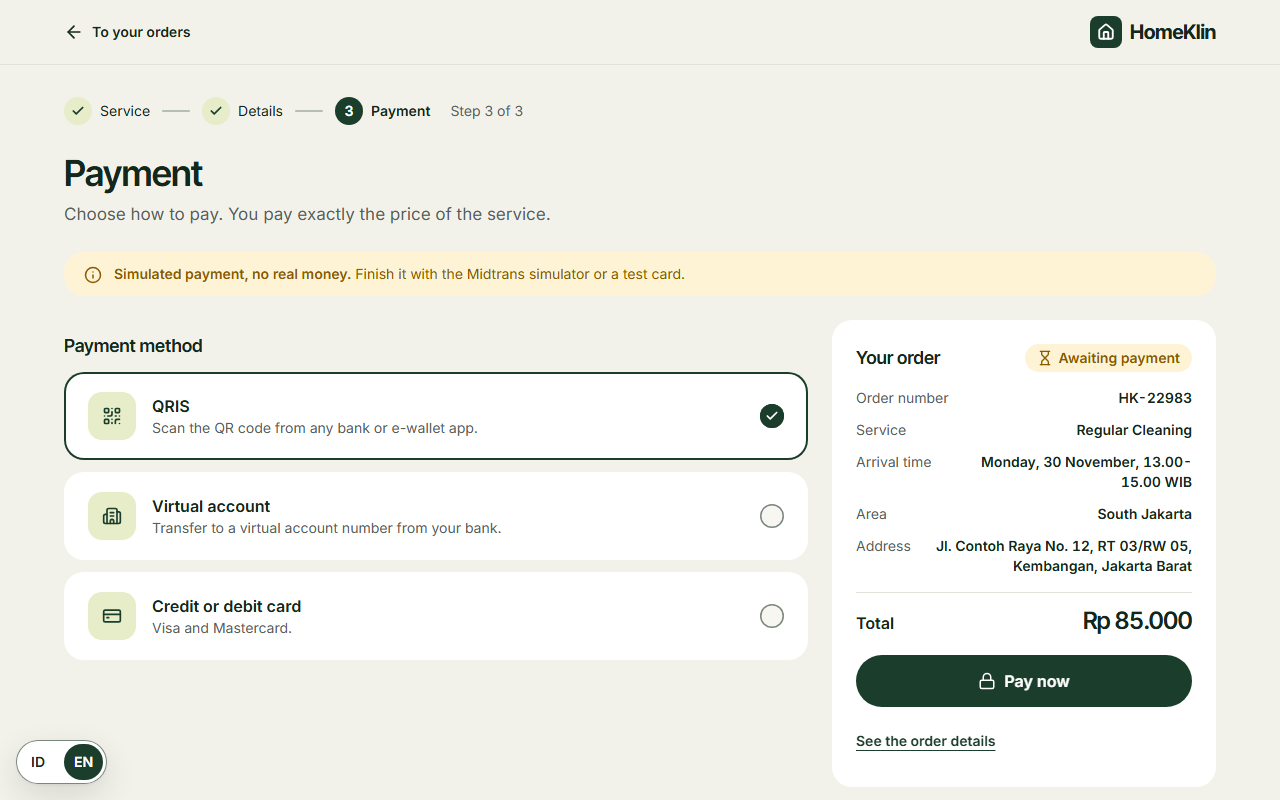 To your orders
HomeKlin
Service
Details
3 Payment
Step 3 of 3
Payment
Choose how to pay. You pay exactly the price of the service.
Simulated payment, no real money. Finish it with the Midtrans simulator or a test card.
Payment method
QRIS
Scan the QR code from any bank or e-wallet app.
Virtual account
Transfer to a virtual account number from your bank.
Credit or debit card
Visa and Mastercard.
Your order
Awaiting payment
Order number HK-22983
Service Regular Cleaning
Arrival time Monday, 30 November, 13.00-
15.00 WIB
Area South Jakarta
Address Jl. Contoh Raya No. 12, RT 03/RW 05,
Kembangan, Jakarta Barat
Total Rp 85.000
Pay now
See the order details
ID EN